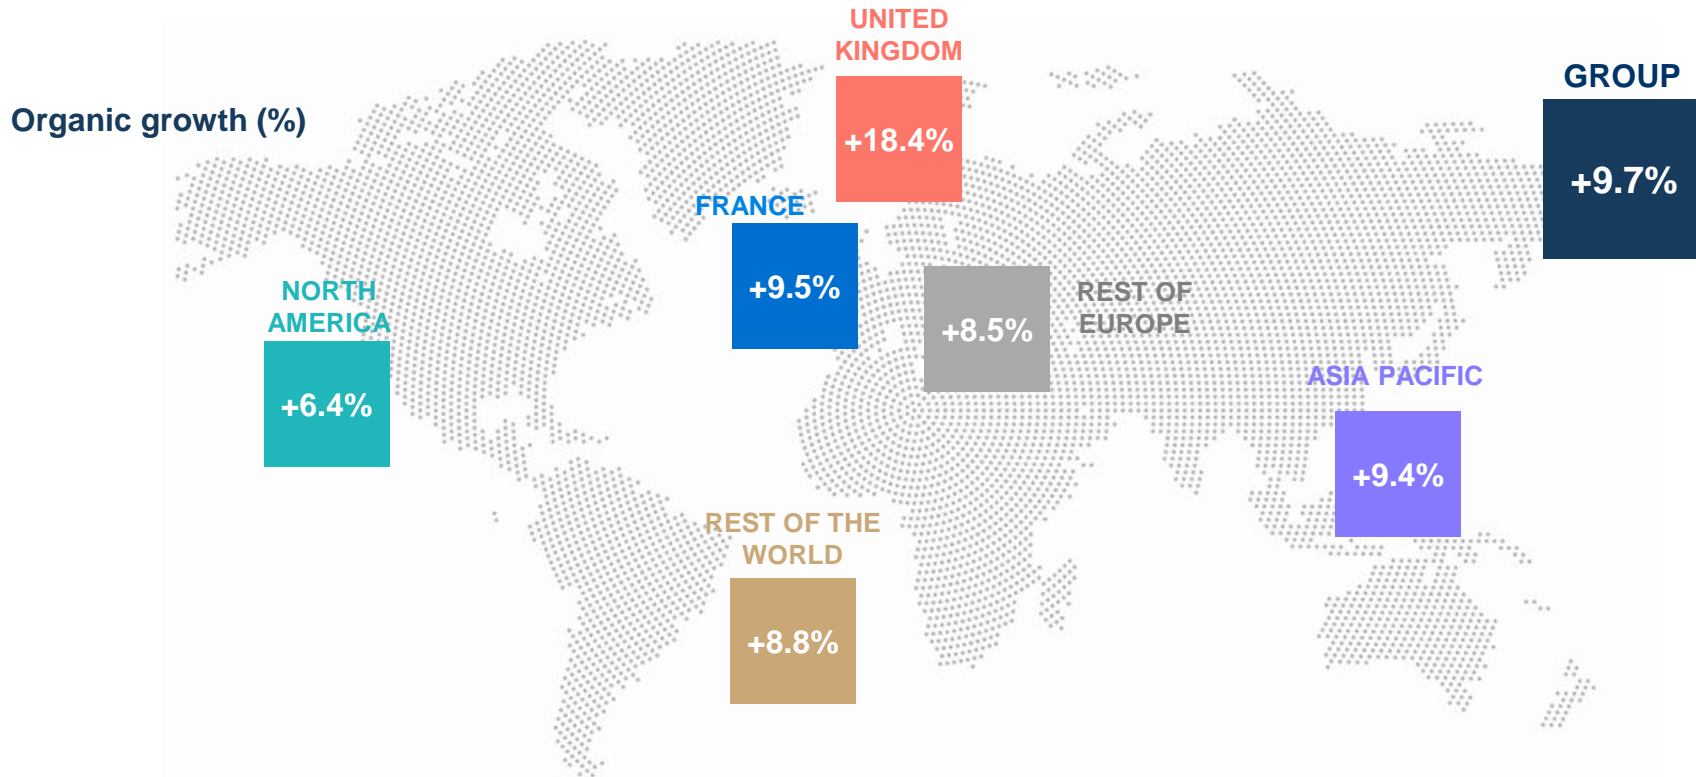 UNITED
KINGDOM
GROUP
Organic growth (%)
+18.4%
+9.7%
FRANCE
+9.5%
NORTH
AMERICA
+6.4%
+8.5%
REST OF
EUROPE
ASIA PACIFIC
+9.4%
REST OF THE
WORLD
+8.8%